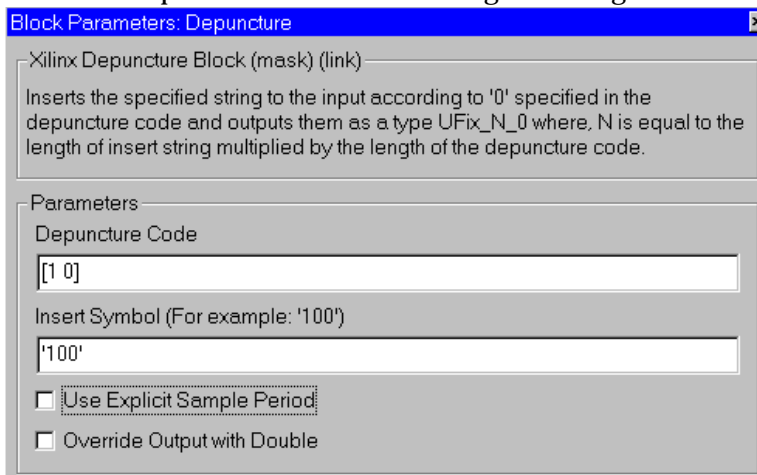 Block Parameters: Depuncture
Xilinx Depuncture Block (mask) (link)
Inserts the specified string to the input according to '0' specified in the
depuncture code and outputs them as a type UFix_N_0 where, N is equal to the
length of insert string multiplied by the length of the depuncture code.
Parameters
Depuncture Code
[1 0]
Insert Symbol (For example: '100')
'100'
Use Explicit Sample Period
Override Output with Double